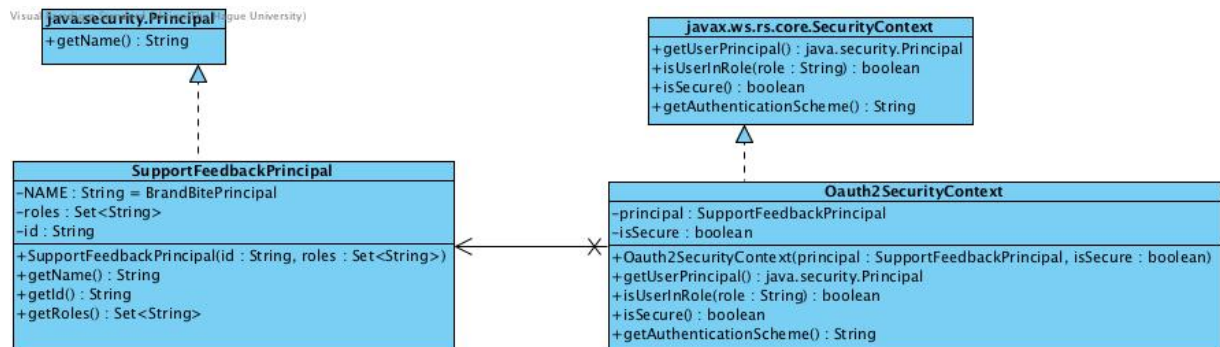 Visual
Hague University)
java.security.Principal
+getName() : String
javax.ws.rs.core.SecurityContext
+getUserPrincipal() : java.security.Principal
+isUserInRole(role : String) : boolean
+isSecure() : boolean
+getAuthenticationScheme() : String
SupportFeedbackPrincipal
-NAME : String = BrandBitePrincipal
-roles : Set<String>
-id : String
+SupportFeedbackPrincipal(id : String, roles : Set<String>)
+getName() : String
+getId() : String
+getRoles() : Set<String>
Oauth2SecurityContext
-principal : SupportFeedbackPrincipal
-isSecure : boolean
+Oauth2SecurityContext(principal : SupportFeedbackPrincipal, isSecure : boolean)
+getUserPrincipal() : java.security.Principal
+isUserInRole(role : String) : boolean
+isSecure() : boolean
+getAuthenticationScheme() : String